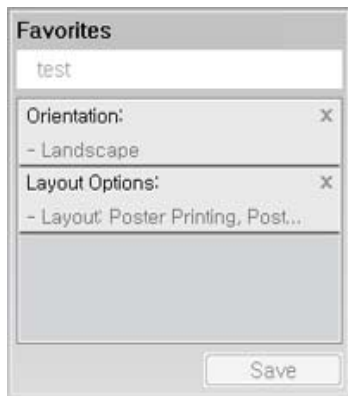 Favorites
test
Orientation: x
- Landscape
Layout Options: x
- Layout: Poster Printing, Post...
Save